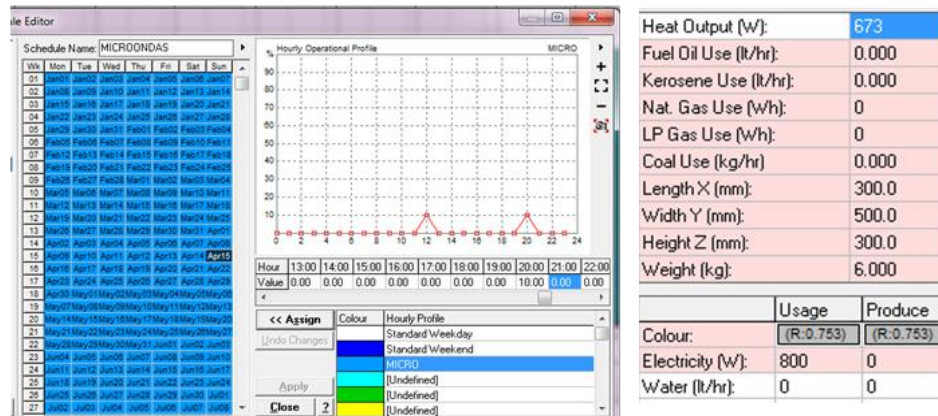 le Editor
Schedule Name: MICROONDAS
Wk Mon Tue Wed Thu Fri Sat Sun
01 Jan01 Jan02 Jan03 Jan04 Jan05 Jan06 Jan07
02 Jan08 Jan09 Jan10 Jan11 Jan12 Jan13 Jan14
03 Jan15 Jan16 Jan17 Jan18 Jan19 Jan20 Jan21
04 Jan22 Jan23 Jan24 Jan25 Jan26 Jan27 Jan28
05 Jan29 Jan30 Jan31 Feb01 Feb02 Feb03 Feb04
06 Feb05 Feb06 Feb07 Feb08 Feb09 Feb10 Feb11
07 Feb12 Feb13 Feb14 Feb15 Feb16 Feb17 Feb18
08 Feb19 Feb20 Feb21 Feb22 Feb23 Feb24 Feb25
09 Feb26 Feb27 Feb28 Mar01 Mar02 Mar03 Mar04
10 Mar05 Mar06 Mar07 Mar08 Mar09 Mar10 Mar11
11 Mar12 Mar13 Mar14 Mar15 Mar16 Mar17 Mar18
12 Mar19 Mar20 Mar21 Mar22 Mar23 Mar24 Mar25
13 Mar26 Mar27 Mar28 Mar29 Mar30 Mar31 Apr01
14 Apr02 Apr03 Apr04 Apr05 Apr06 Apr07 Apr08
15 Apr09 Apr10 Apr11 Apr12 Apr13 Apr14 Apr15
16 Apr16 Apr17 Apr18 Apr19 Apr20 Apr21 Apr22
17 Apr23 Apr24 Apr25 Apr26 Apr27 Apr28 Apr29
18 Apr30 May01 May02 May03 May04 May05 May06
19 May07 May08 May09 May10 May11 May12 May13
20 May14 May15 May16 May17 May18 May19 May20
21 May21 May22 May23 May24 May25 May26 May27
22 May28 May29 May30 May31 Jun01 Jun02 Jun03
23 Jun04 Jun05 Jun06 Jun07 Jun08 Jun09 Jun10
24 Jun11 Jun12 Jun13 Jun14 Jun15 Jun16 Jun17
25 Jun18 Jun19 Jun20 Jun21 Jun22 Jun23 Jun24
26 Jun25 Jun26 Jun27 Jun28 Jun29 Jun30 Jul01
27 Jul02 Jul03 Jul04 Jul05 Jul06 Jul07 Jul08
% Hourly Operational Profile MICRO
90
80
70
60
50
40
30
20
10
0 2 4 6 8 10 12 14 16 18 20 22 24
Hour 13:00 14:00 15:00 16:00 17:00 18:00 19:00 20:00 21:00 22:00
Value 0.00 0.00 0.00 0.00 0.00 0.00 0.00 10.00 0.00 0.00
<< Assign
Undo Changes
Apply
Close ?
Colour Hourly Profile
Standard Weekday
Standard Weekend
MICRO
[Undefined]
[Undefined]
[Undefined]
Heat Output (W): 673
Fuel Oil Use (lt/hr): 0.000
Kerosene Use (lt/hr): 0.000
Nat. Gas Use (Wh): 0
LP Gas Use (Wh): 0
Coal Use (kg/hr) 0.000
Length X (mm): 300.0
Width Y (mm): 500.0
Height Z (mm): 300.0
Weight (kg): 6.000
Usage Produce
Colour: (R:0.753) (R:0.753)
Electricity (W): 800 0
Water (lt/hr): 0 0